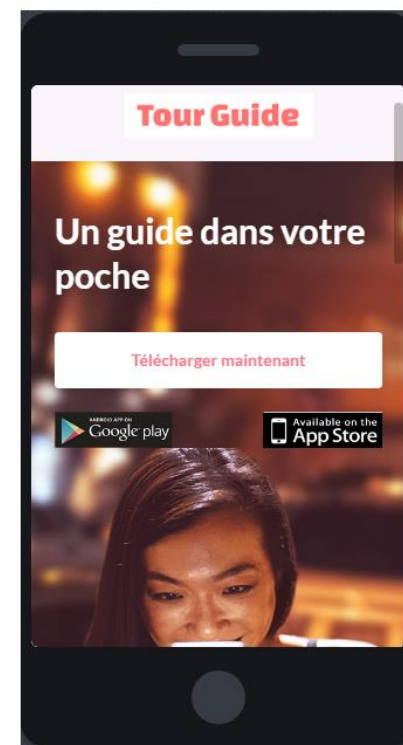 Tour Guide
Un guide dans votre
poche
Télécharger maintenant
ANDROID APP ON
Google play
Available on the
App Store